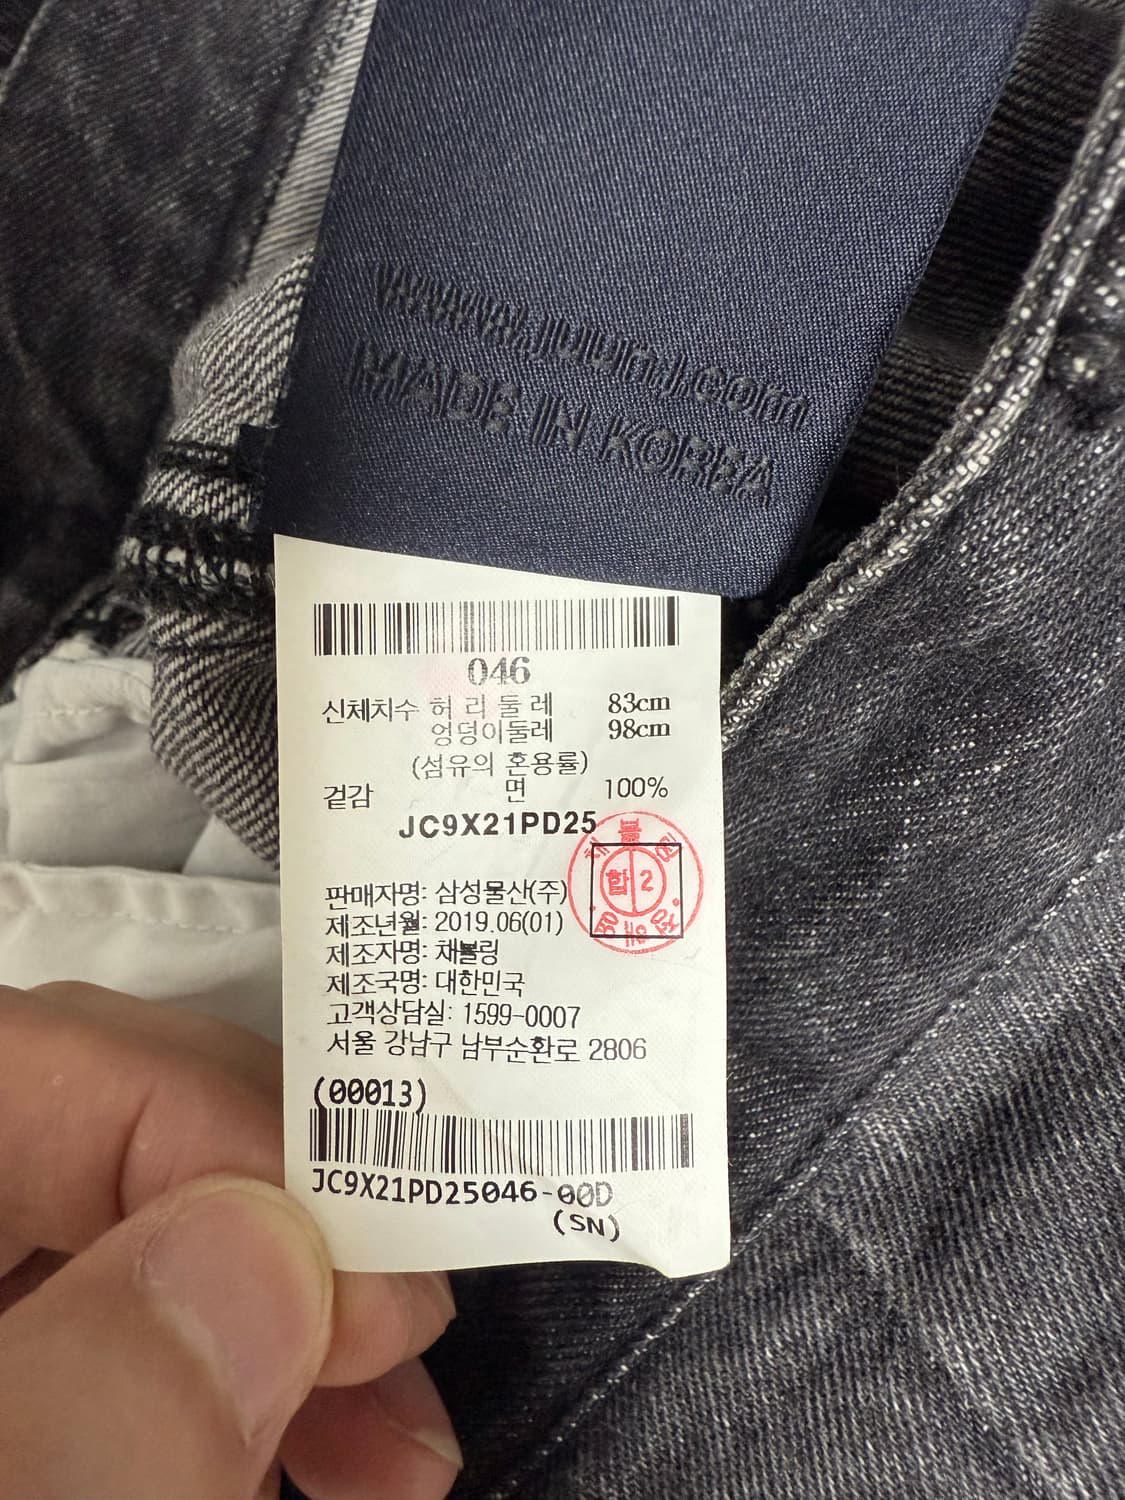 www.juunj.com
MADE IN KOREA
046
신체치수 허 리 둘 레 83cm
엉덩이둘레 98cm
(섬유의 혼용률)
겉감 면 100%
JC9X21PD25
합 2
판매자명: 삼성물산(주)
제조년월: 2019.06(01)
제조자명: 채블링
제조국명: 대한민국
고객상담실: 1599-0007
서울 강남구 남부순환로 2806
(00013)
JC9X21PD25046-00D
(SN)